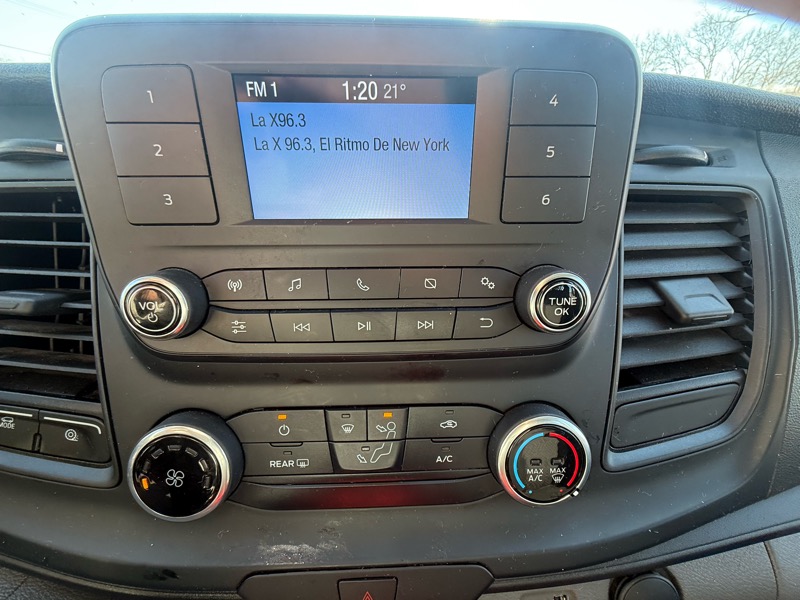 FM 1 1:20 21°
La X96.3
La X 96.3, El Ritmo De New York
1
2
3
4
5
6
VOL
TUNE
OK
MODE
REAR
A/C
MAX
A/C
MAX